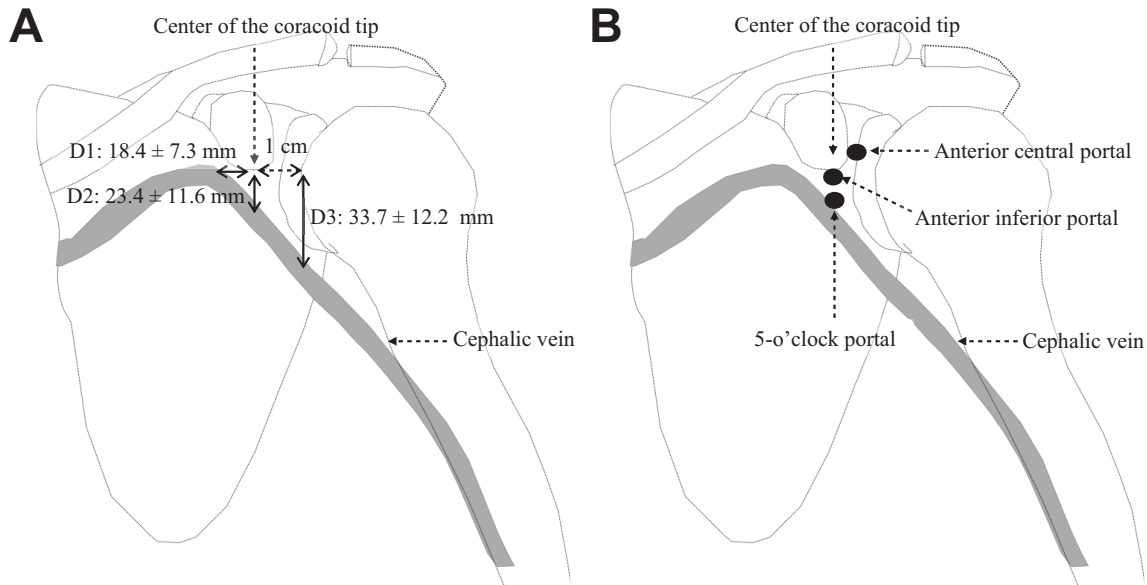 A
Center of the coracoid tip
D1: 18.4 ± 7.3 mm
1 cm
D2: 23.4 ± 11.6 mm
D3: 33.7 ± 12.2 mm
Cephalic vein
B
Center of the coracoid tip
Anterior central portal
Anterior inferior portal
5-o’clock portal
Cephalic vein